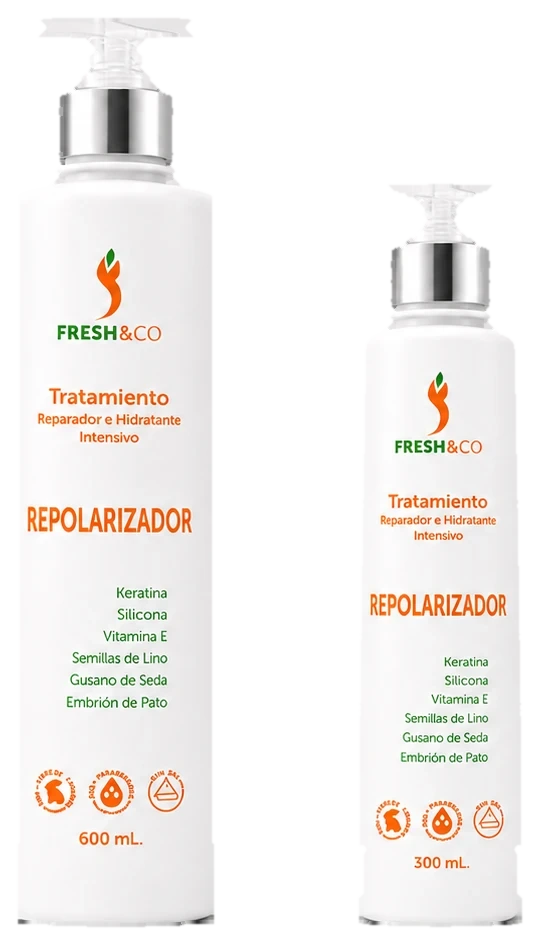 FRESH&CO
Tratamiento
Reparador e Hidratante
Intensivo
REPOLARIZADOR
Keratina
Silicona
Vitamina E
Semillas de Lino
Gusano de Seda
Embrión de Pato
600 mL.
FRESH&CO
Tratamiento
Reparador e Hidratante
Intensivo
REPOLARIZADOR
Keratina
Silicona
Vitamina E
Semillas de Lino
Gusano de Seda
Embrión de Pato
300 mL.